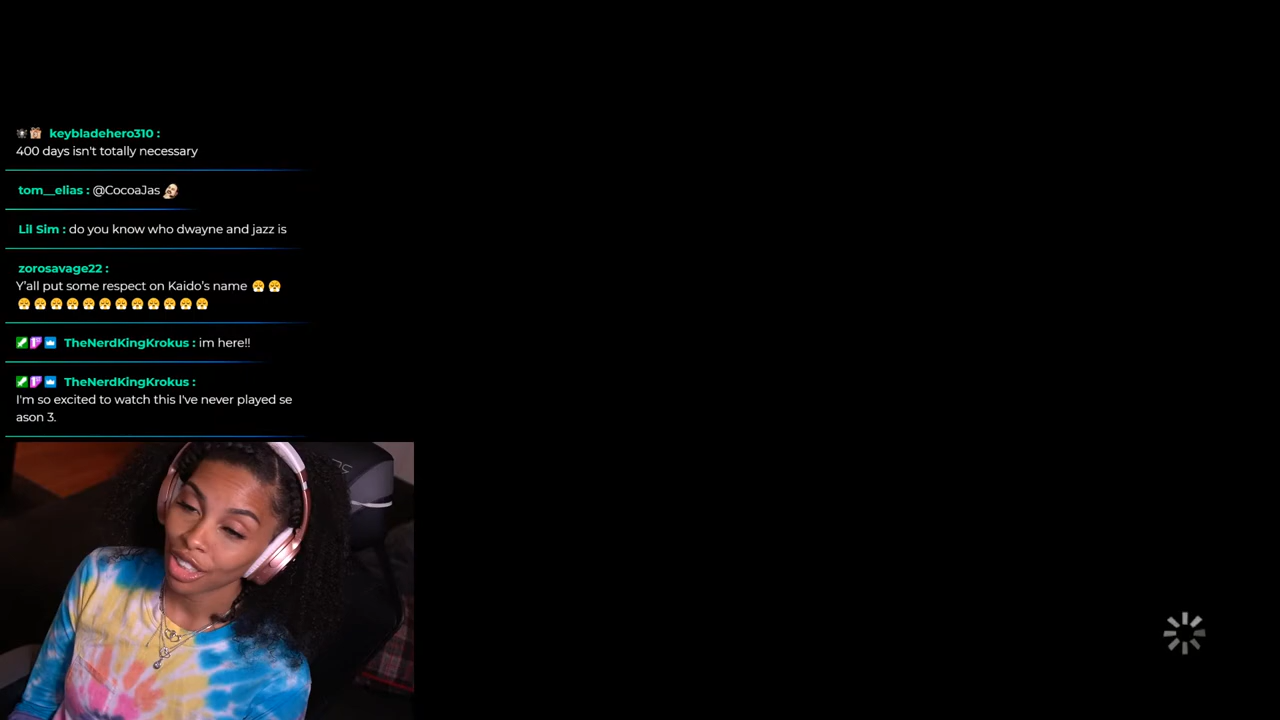 keybladehero310 :
400 days isn't totally necessary
tom__elias : @CocoaJas
Lil Sim : do you know who dwayne and jazz is
zorosavage22 :
Y'all put some respect on Kaido's name 😤 😤
😤 😤 😤 😤 😤 😤 😤 😤 😤 😤 😤 😤
TheNerdKingKrokus : im here!!
TheNerdKingKrokus :
I'm so excited to watch this I've never played se
ason 3.